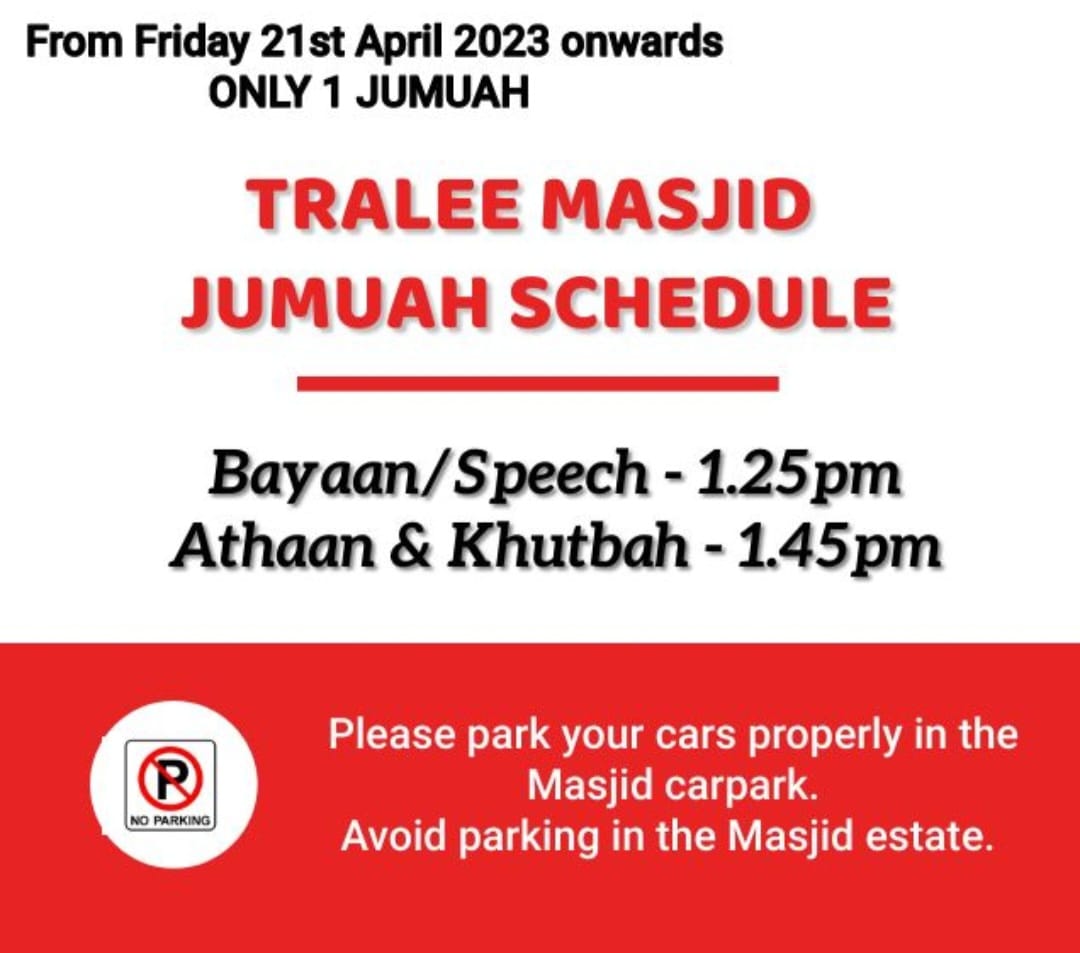 From Friday 21st April 2023 onwards
ONLY 1 JUMUAH
TRALEE MASJID
JUMUAH SCHEDULE
Bayaan/Speech - 1.25pm
Athaan & Khutbah - 1.45pm
P
NO PARKING
Please park your cars properly in the
Masjid carpark.
Avoid parking in the Masjid estate.